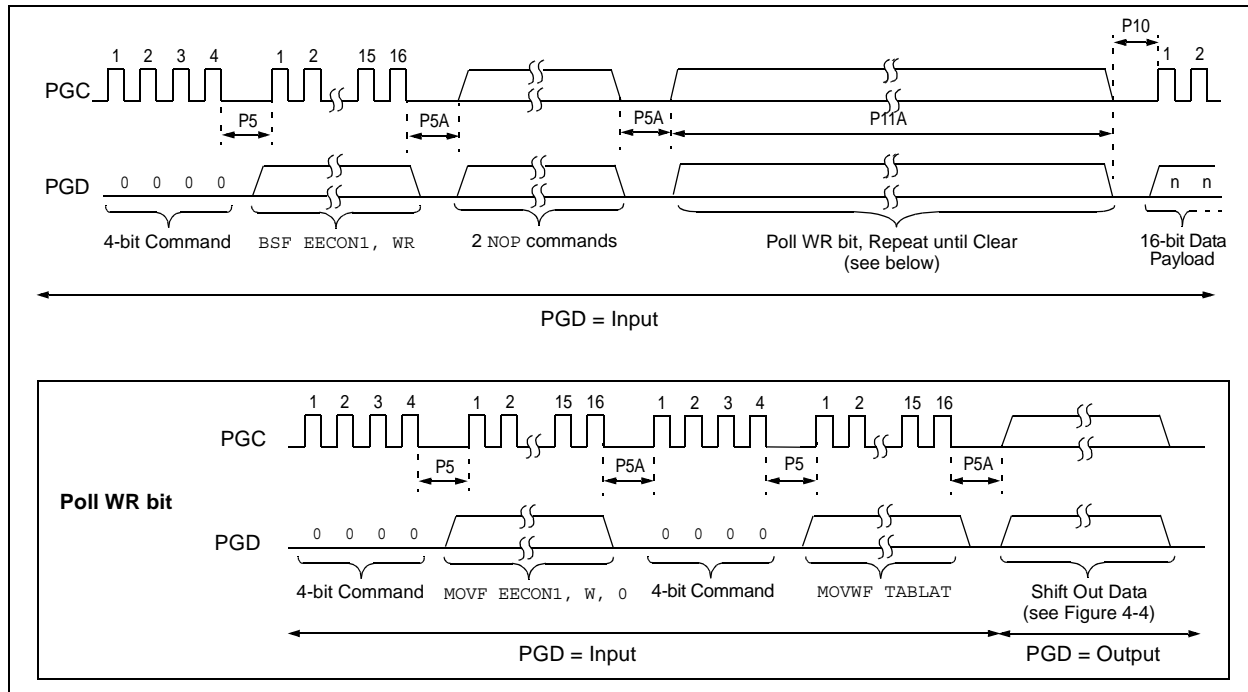 P10
1 2 3 4 1 2 15 16 1 2
PGC
P5 P5A P5A P11A
PGD
0 0 0 0 n n
4-bit Command BSF EECON1, WR 2 NOP commands Poll WR bit, Repeat until Clear 16-bit Data
(see below) Payload
PGD = Input
1 2 3 4 1 2 15 16 1 2 3 4 1 2 15 16
PGC
P5 P5A P5 P5A
Poll WR bit
PGD
0 0 0 0 0 0 0 0
4-bit Command MOVF EECON1, W, 0 4-bit Command MOVWF TABLAT Shift Out Data
(see Figure 4-4)
PGD = Input PGD = Output